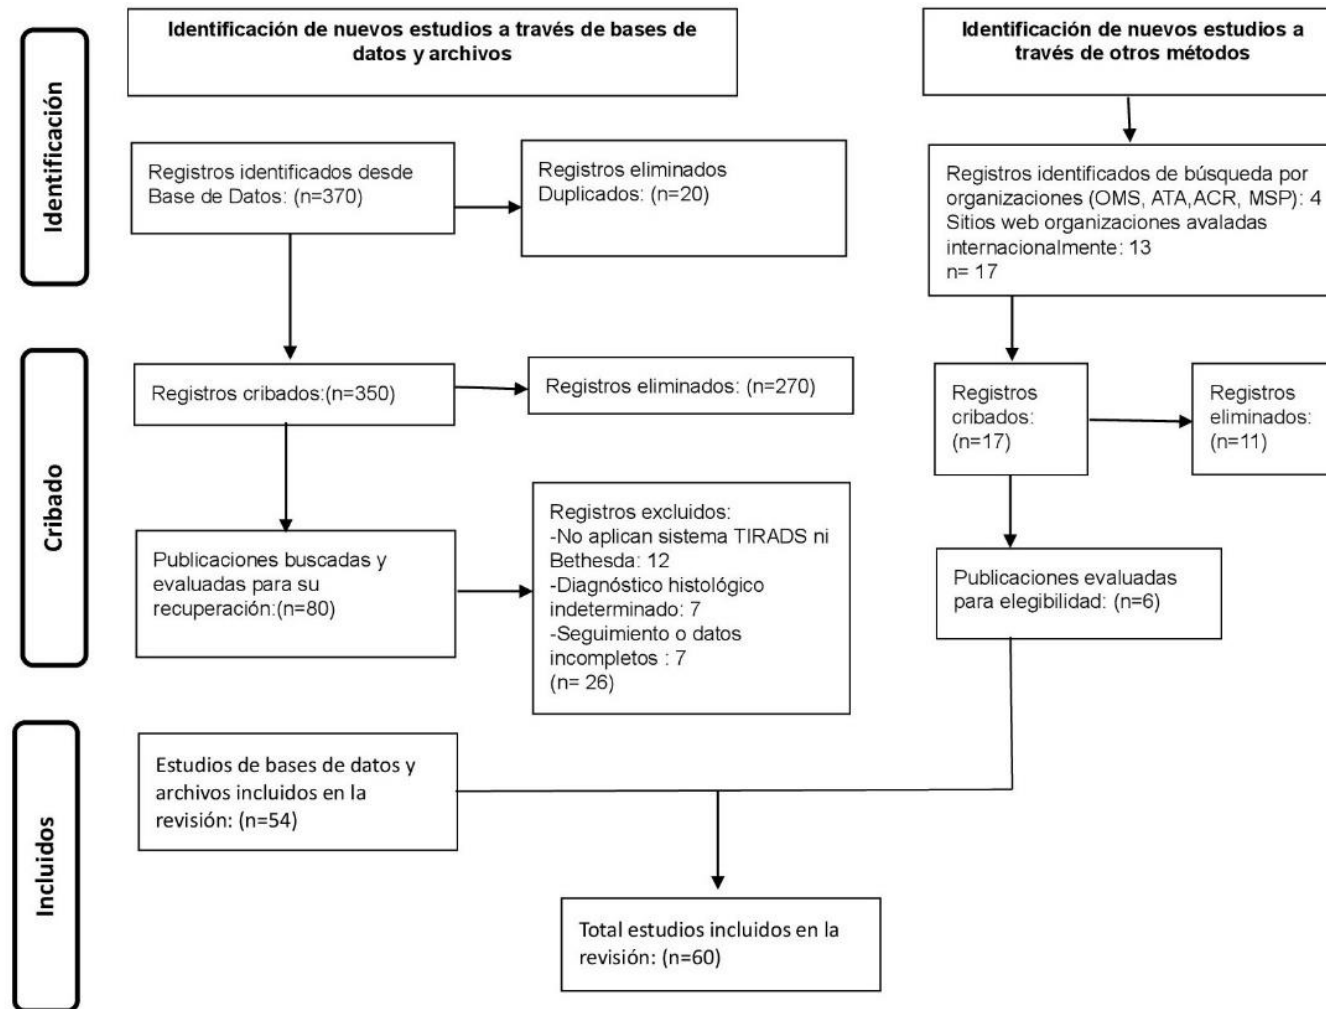 Identificación de nuevos estudios a través de bases de
datos y archivos
Identificación de nuevos estudios a
través de otros métodos
Identificación
Registros identificados desde
Base de Datos: (n=370)
Registros eliminados
Duplicados: (n=20)
Registros identificados de búsqueda por
organizaciones (OMS, ATA,ACR, MSP): 4
Sitios web organizaciones avaladas
internacionalmente: 13
n= 17
Cribado
Registros cribados:(n=350)
Registros eliminados: (n=270)
Registros
cribados:
(n=17)
Registros
eliminados:
(n=11)
Publicaciones buscadas y
evaluadas para su
recuperación:(n=80)
Registros excluidos:
-No aplican sistema TIRADS ni
Bethesda: 12
-Diagnóstico histológico
indeterminado: 7
-Seguimiento o datos
incompletos : 7
(n= 26)
Publicaciones evaluadas
para elegibilidad: (n=6)
Incluidos
Estudios de bases de datos y
archivos incluidos en la
revisión: (n=54)
Total estudios incluidos en la
revisión: (n=60)